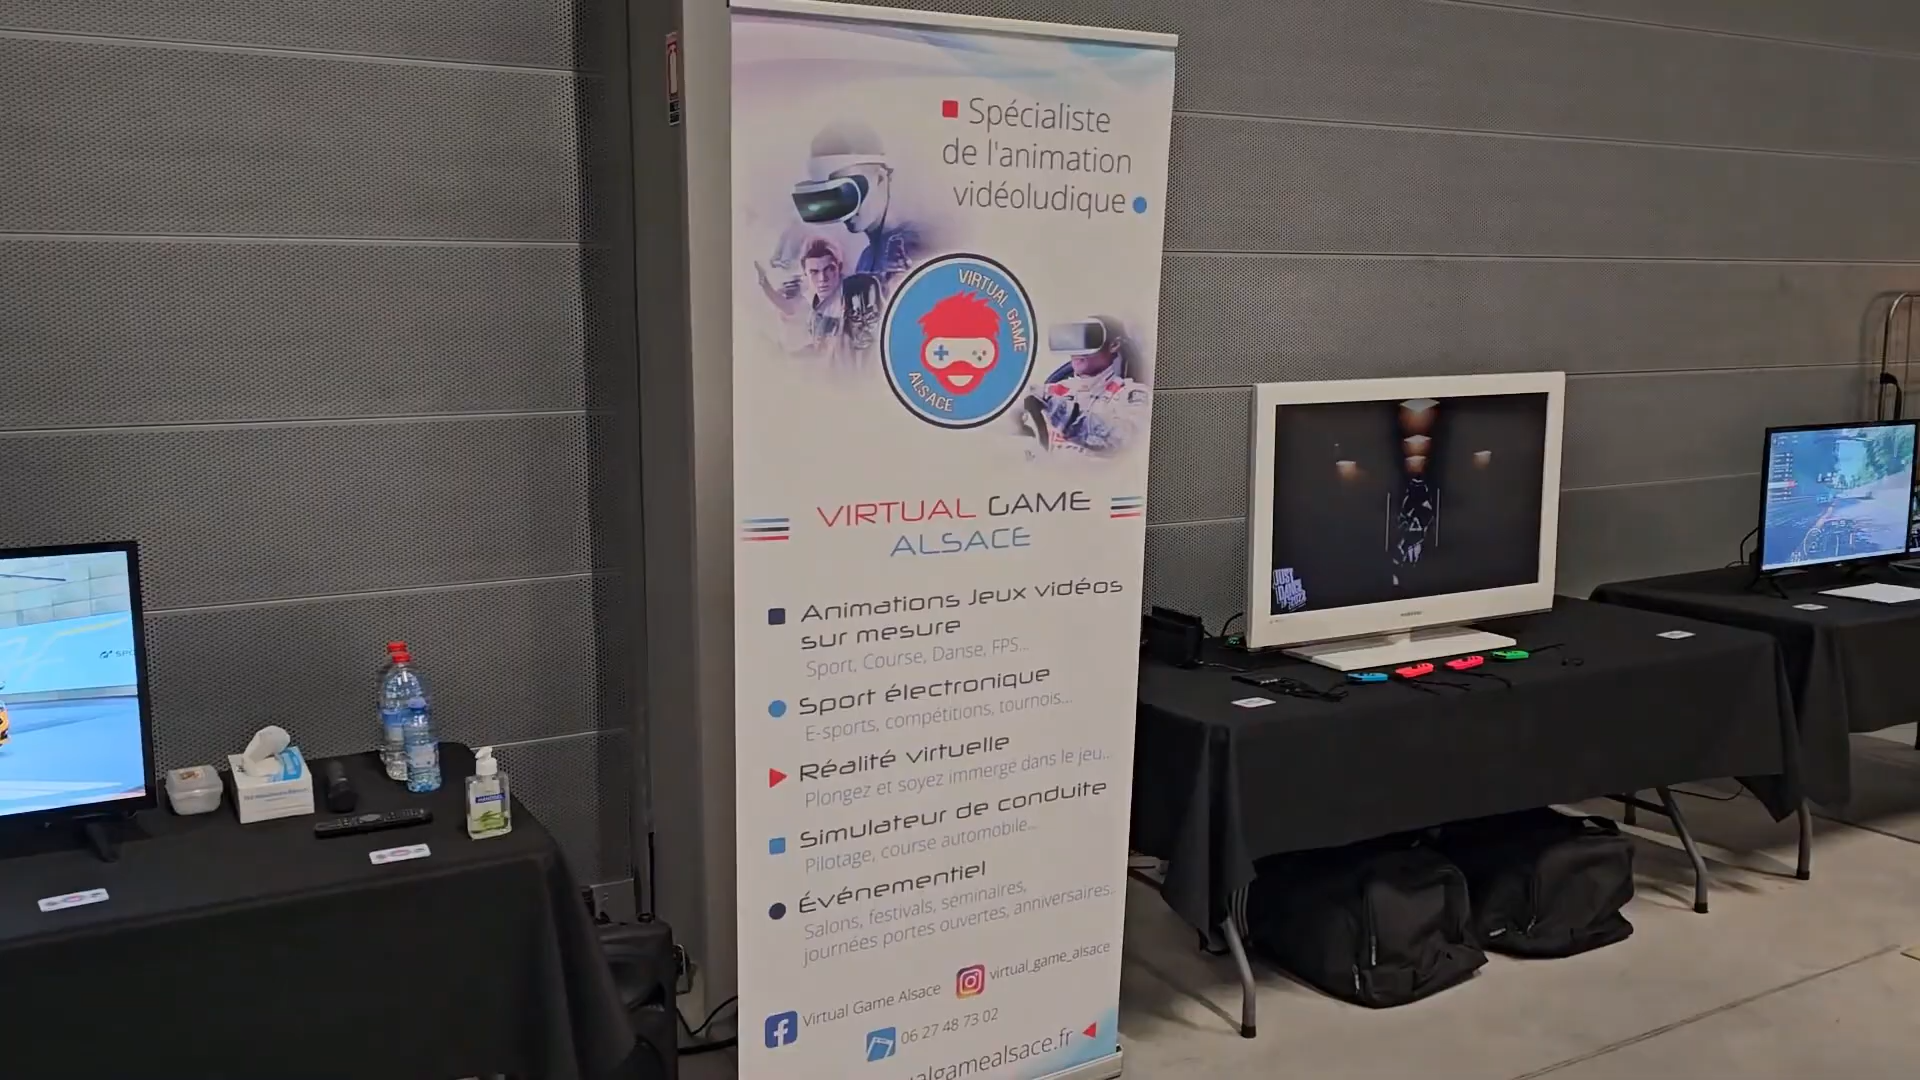 Spécialiste
de l'animation
vidéoludique
VIRTUAL GAME
ALSACE
VIRTUAL GAME
ALSACE
Animations Jeux vidéos
sur mesure
Sport, Course, Danse, FPS...
Sport électronique
E-sports, compétitions, tournois...
Réalité virtuelle
Plongez et soyez immergé dans le jeu...
Simulateur de conduite
Pilotage, course automobile...
Événementiel
Salons, festivals, séminaires,
journées portes ouvertes, anniversaires..
virtual_game_alsace
Virtual Game Alsace
06 27 48 73 02
algamealsace.fr
JUST
DANCE